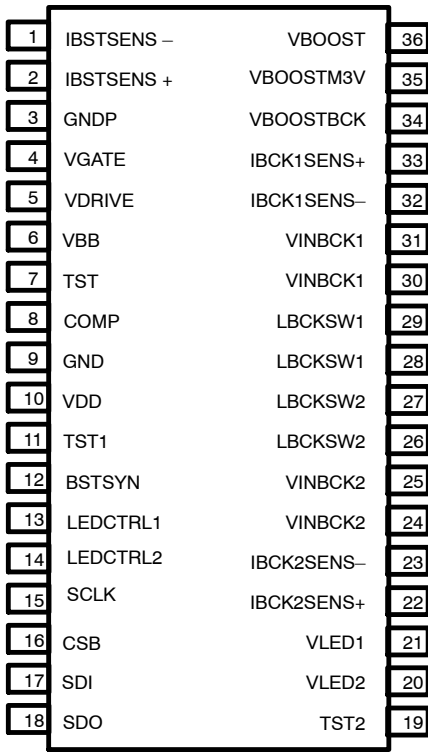 1 IBSTSENS – VBOOST 36
2 IBSTSENS + VBOOSTM3V 35
3 GNDP VBOOSTBCK 34
4 VGATE IBCK1SENS+ 33
5 VDRIVE IBCK1SENS– 32
6 VBB VINBCK1 31
7 TST VINBCK1 30
8 COMP LBCKSW1 29
9 GND LBCKSW1 28
10 VDD LBCKSW2 27
11 TST1 LBCKSW2 26
12 BSTSYN VINBCK2 25
13 LEDCTRL1 VINBCK2 24
14 LEDCTRL2 IBCK2SENS– 23
15 SCLK IBCK2SENS+ 22
16 CSB VLED1 21
17 SDI VLED2 20
18 SDO TST2 19